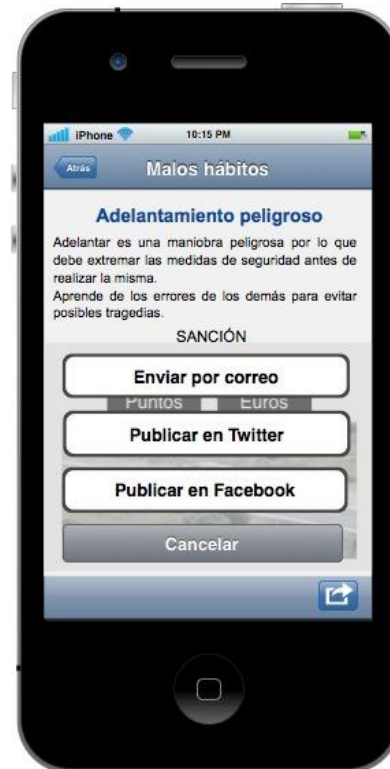 iPhone 10:15 PM
Atrás Malos hábitos
Adelantamiento peligroso
Adelantar es una maniobra peligrosa por lo que
debe extremar las medidas de seguridad antes de
realizar la misma.
Aprende de los errores de los demás para evitar
posibles tragedias.
SANCIÓN
Enviar por correo
Puntos Euros
Publicar en Twitter
Publicar en Facebook
Cancelar